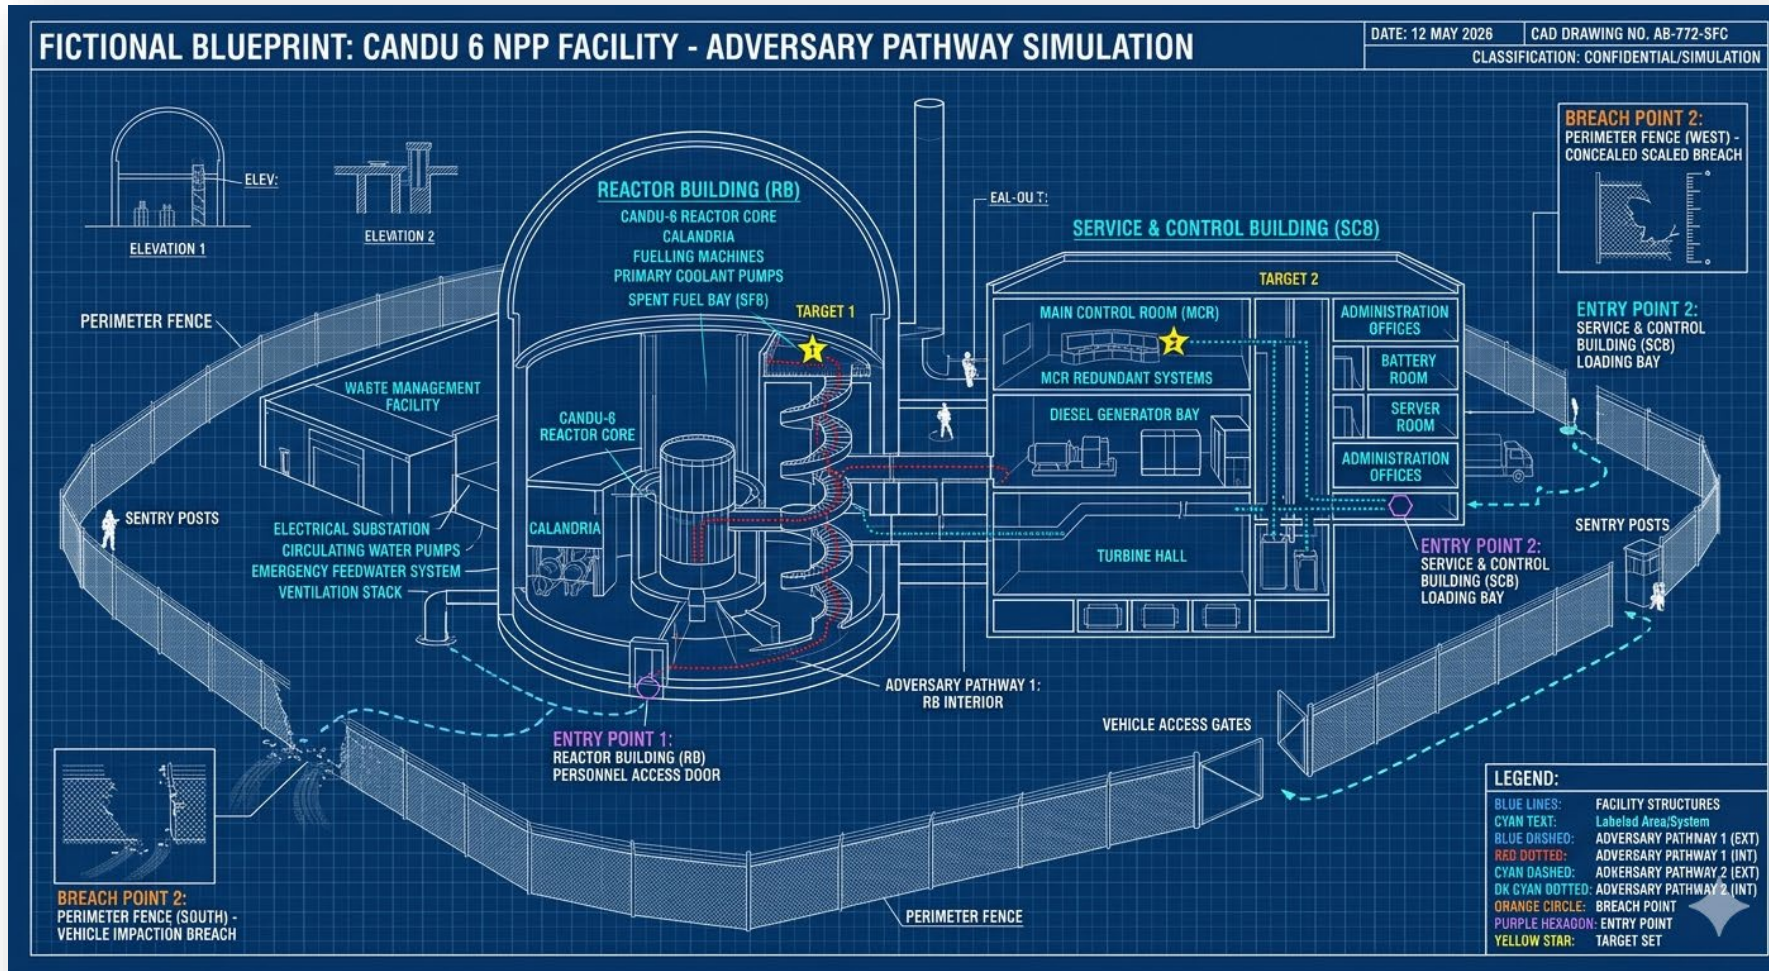 FICTIONAL BLUEPRINT: CANDU 6 NPP FACILITY - ADVERSARY PATHWAY SIMULATION
DATE: 12 MAY 2026
CAD DRAWING NO. AB-772-SFC
CLASSIFICATION: CONFIDENTIAL/SIMULATION
ELEV:
ELEVATION 1
ELEVATION 2
PERIMETER FENCE
REACTOR BUILDING (RB)
CANDU-6 REACTOR CORE
CALANDRIA
FUELLING MACHINES
PRIMARY COOLANT PUMPS
SPENT FUEL BAY (SF8)
TARGET 1
1
EAL-OU T:
SERVICE & CONTROL BUILDING (SC8)
TARGET 2
MAIN CONTROL ROOM (MCR)
2
MCR REDUNDANT SYSTEMS
DIESEL GENERATOR BAY
TURBINE HALL
ADMINISTRATION
OFFICES
BATTERY
ROOM
SERVER
ROOM
ADMINISTRATION
OFFICES
BREACH POINT 2:
PERIMETER FENCE (WEST) -
CONCEALED SCALED BREACH
ENTRY POINT 2:
SERVICE & CONTROL
BUILDING (SCB)
LOADING BAY
WABTE MANAGEMENT
FACILITY
CANDU-6
REACTOR CORE
CALANDRIA
SENTRY POSTS
ELECTRICAL SUBSTATION
CIRCULATING WATER PUMPS
EMERGENCY FEEDWATER SYSTEM
VENTILATION STACK
SENTRY POSTS
ENTRY POINT 2:
SERVICE & CONTROL
BUILDING (SCB)
LOADING BAY
ADVERSARY PATHWAY 1:
RB INTERIOR
ENTRY POINT 1:
REACTOR BUILDING (RB)
PERSONNEL ACCESS DOOR
VEHICLE ACCESS GATES
BREACH POINT 2:
PERIMETER FENCE (SOUTH) -
VEHICLE IMPACTION BREACH
PERIMETER FENCE
LEGEND:
BLUE LINES: FACILITY STRUCTURES
CYAN TEXT: Labelad Area/System
BLUE DRSHED: ADVERSARY PATHNAY 1 (EXT)
RED DOTTED: ADVERSARY PATHWAY 1 (INT)
CYAN DASHED: ADKERSARY PATHWAY 2 (EXT)
DK GYAN DOTTED: ADVERSARY PATHWAY 2 (INT)
ORANGE CIRCLE: BREACH POINT
PURPLE HEXAGON: ENTRY POINT
YELLOW STAR: TARGET SET